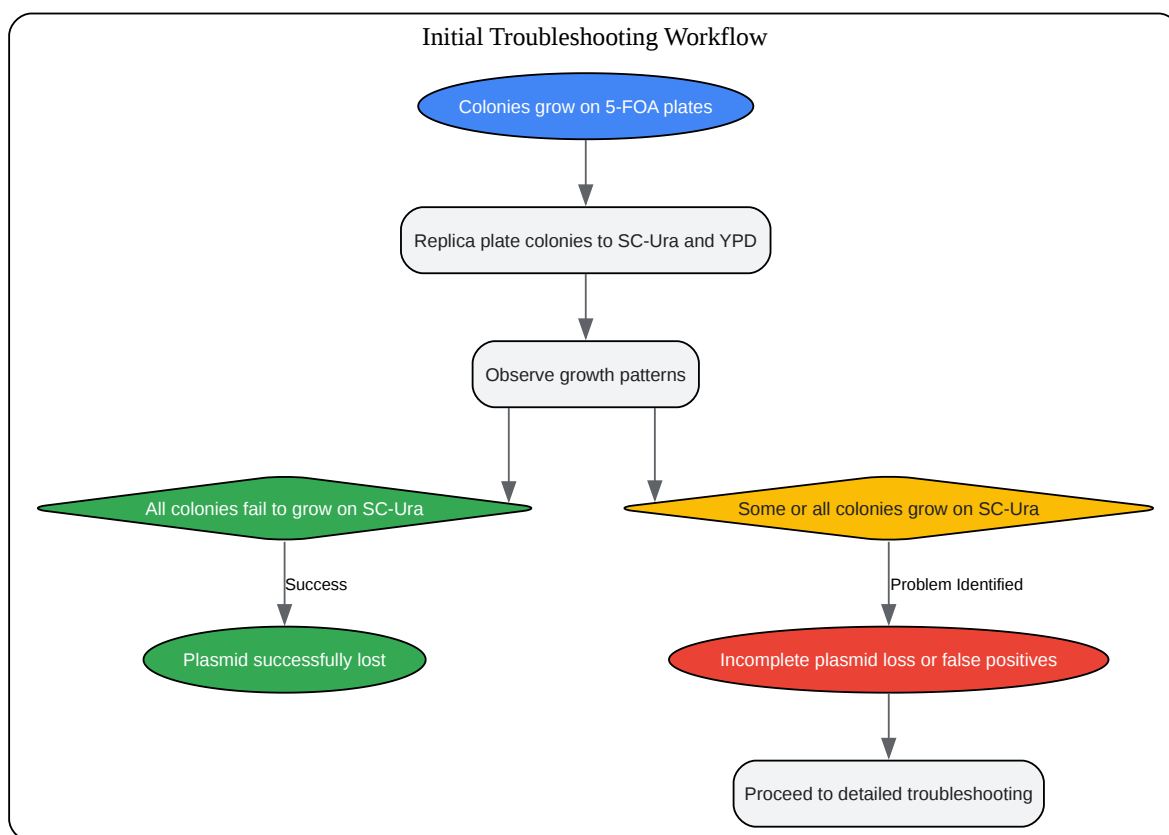 Initial Troubleshooting Workflow
Colonies grow on 5-FOA plates
Replica plate colonies to SC-Ura and YPD
Observe growth patterns
All colonies fail to grow on SC-Ura
Some or all colonies grow on SC-Ura
Success
Problem Identified
Plasmid successfully lost
Incomplete plasmid loss or false positives
Proceed to detailed troubleshooting